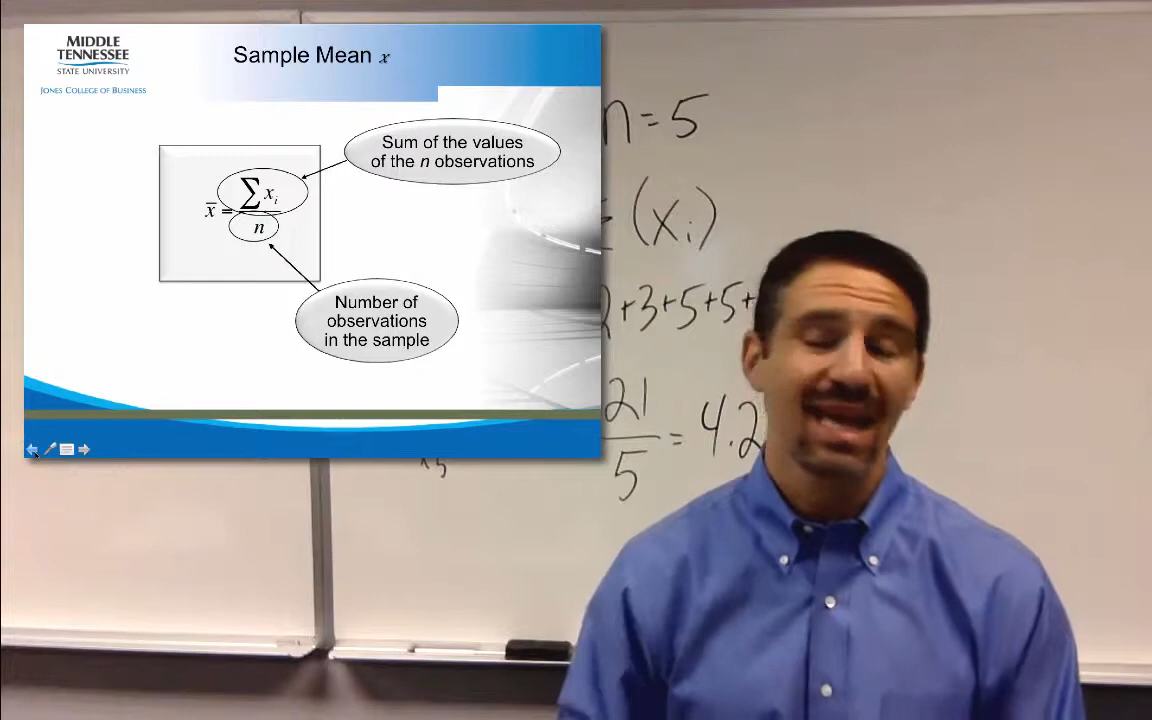 MIDDLE
TENNESSEE
STATE UNIVERSITY
JONES COLLEGE OF BUSINESS
Sample Mean x
Sum of the values
of the n observations
x̄ = ∑ xᵢ
n
Number of
observations
in the sample
n = 5
(xᵢ)
+3+5+5+
21
5
= 4.2